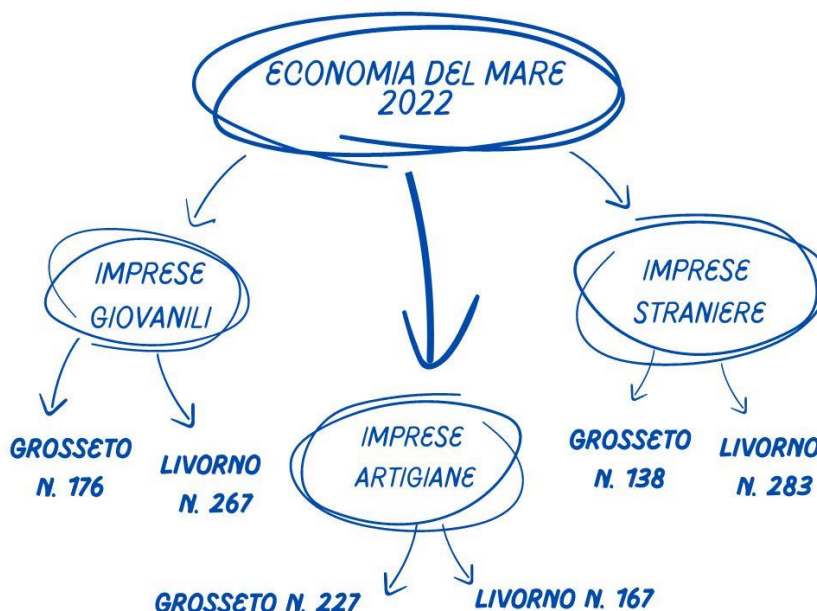 ECONOMIA DEL MARE
2022
IMPRESE
GIOVANILI
GROSSETO
N. 176
LIVORNO
N. 267
IMPRESE
ARTIGIANE
GROSSETO N. 227
LIVORNO N. 167
IMPRESE
STRANIERE
GROSSETO
N. 138
LIVORNO
N. 283